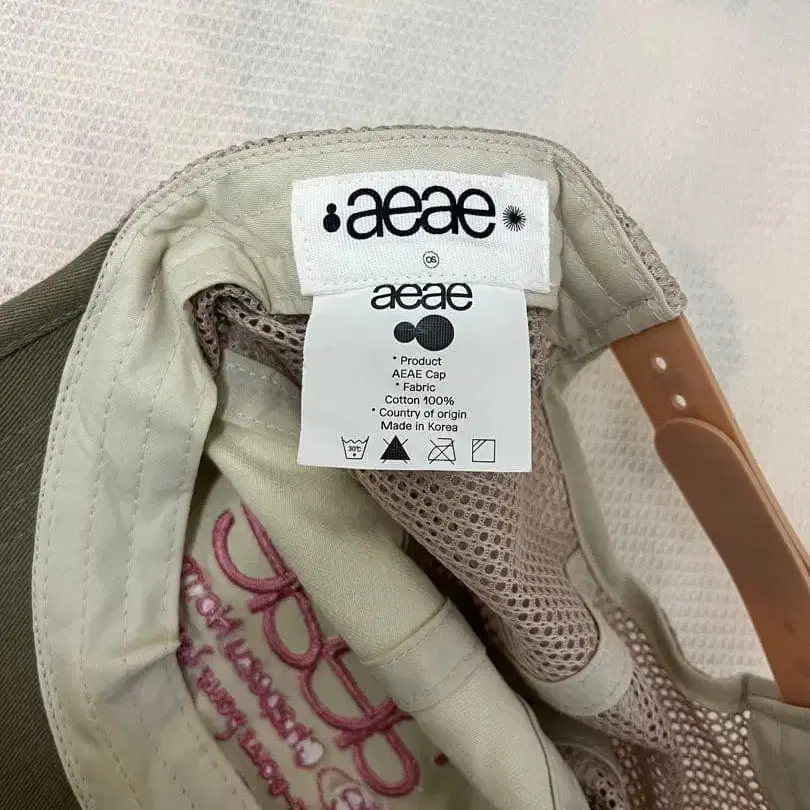 aeae
OS
aeae
* Product
AEAE Cap
* Fabric
Cotton 100%
* Country of origin
Made in Korea
30℃